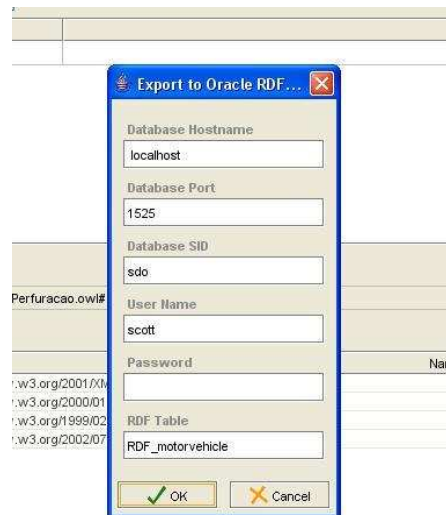 Export to Oracle RDF...
Database Hostname
localhost
Database Port
1525
Database SID
sdo
Perfuracao.owl#
User Name
scott
Password
Nar
.w3.org/2001/XM
.w3.org/2000/01
.w3.org/1999/02
.w3.org/2002/07
RDF Table
RDF_motorvehicle
OK
Cancel